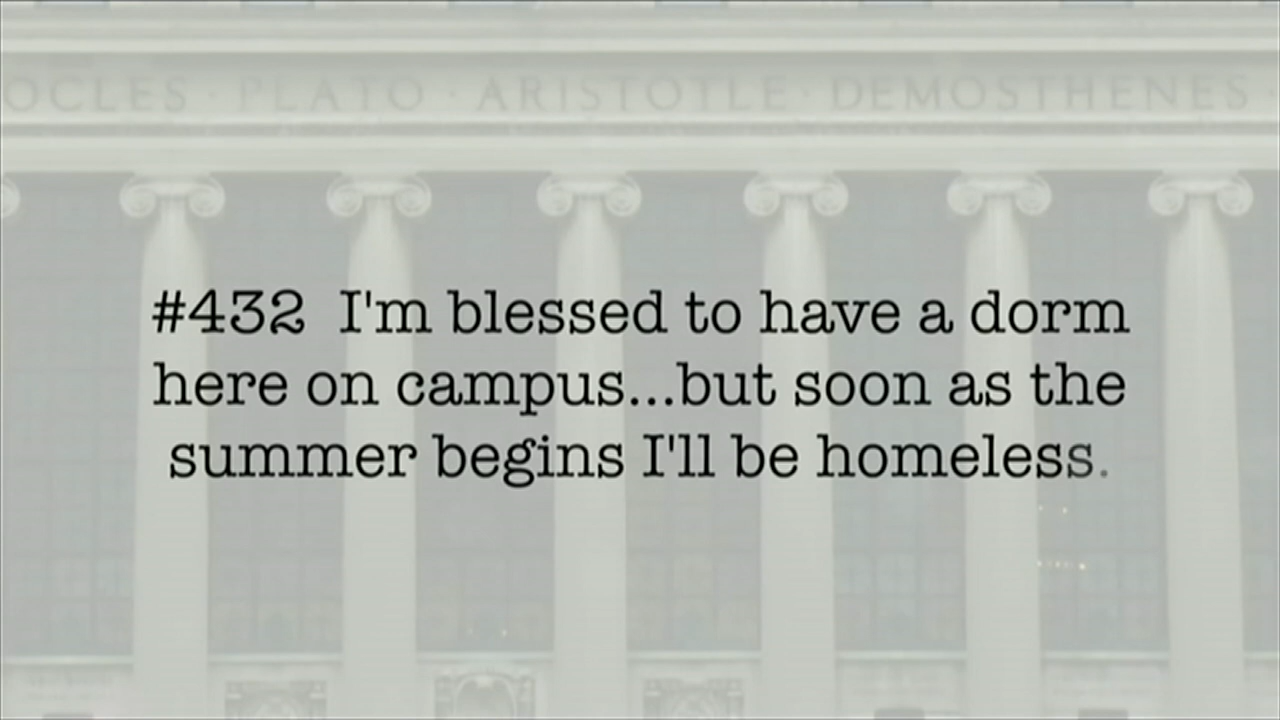 OCLES · PLATO · ARISTOTLE · DEMOSTHENES ·
#432 I'm blessed to have a dorm
here on campus...but soon as the
summer begins I'll be homeless.